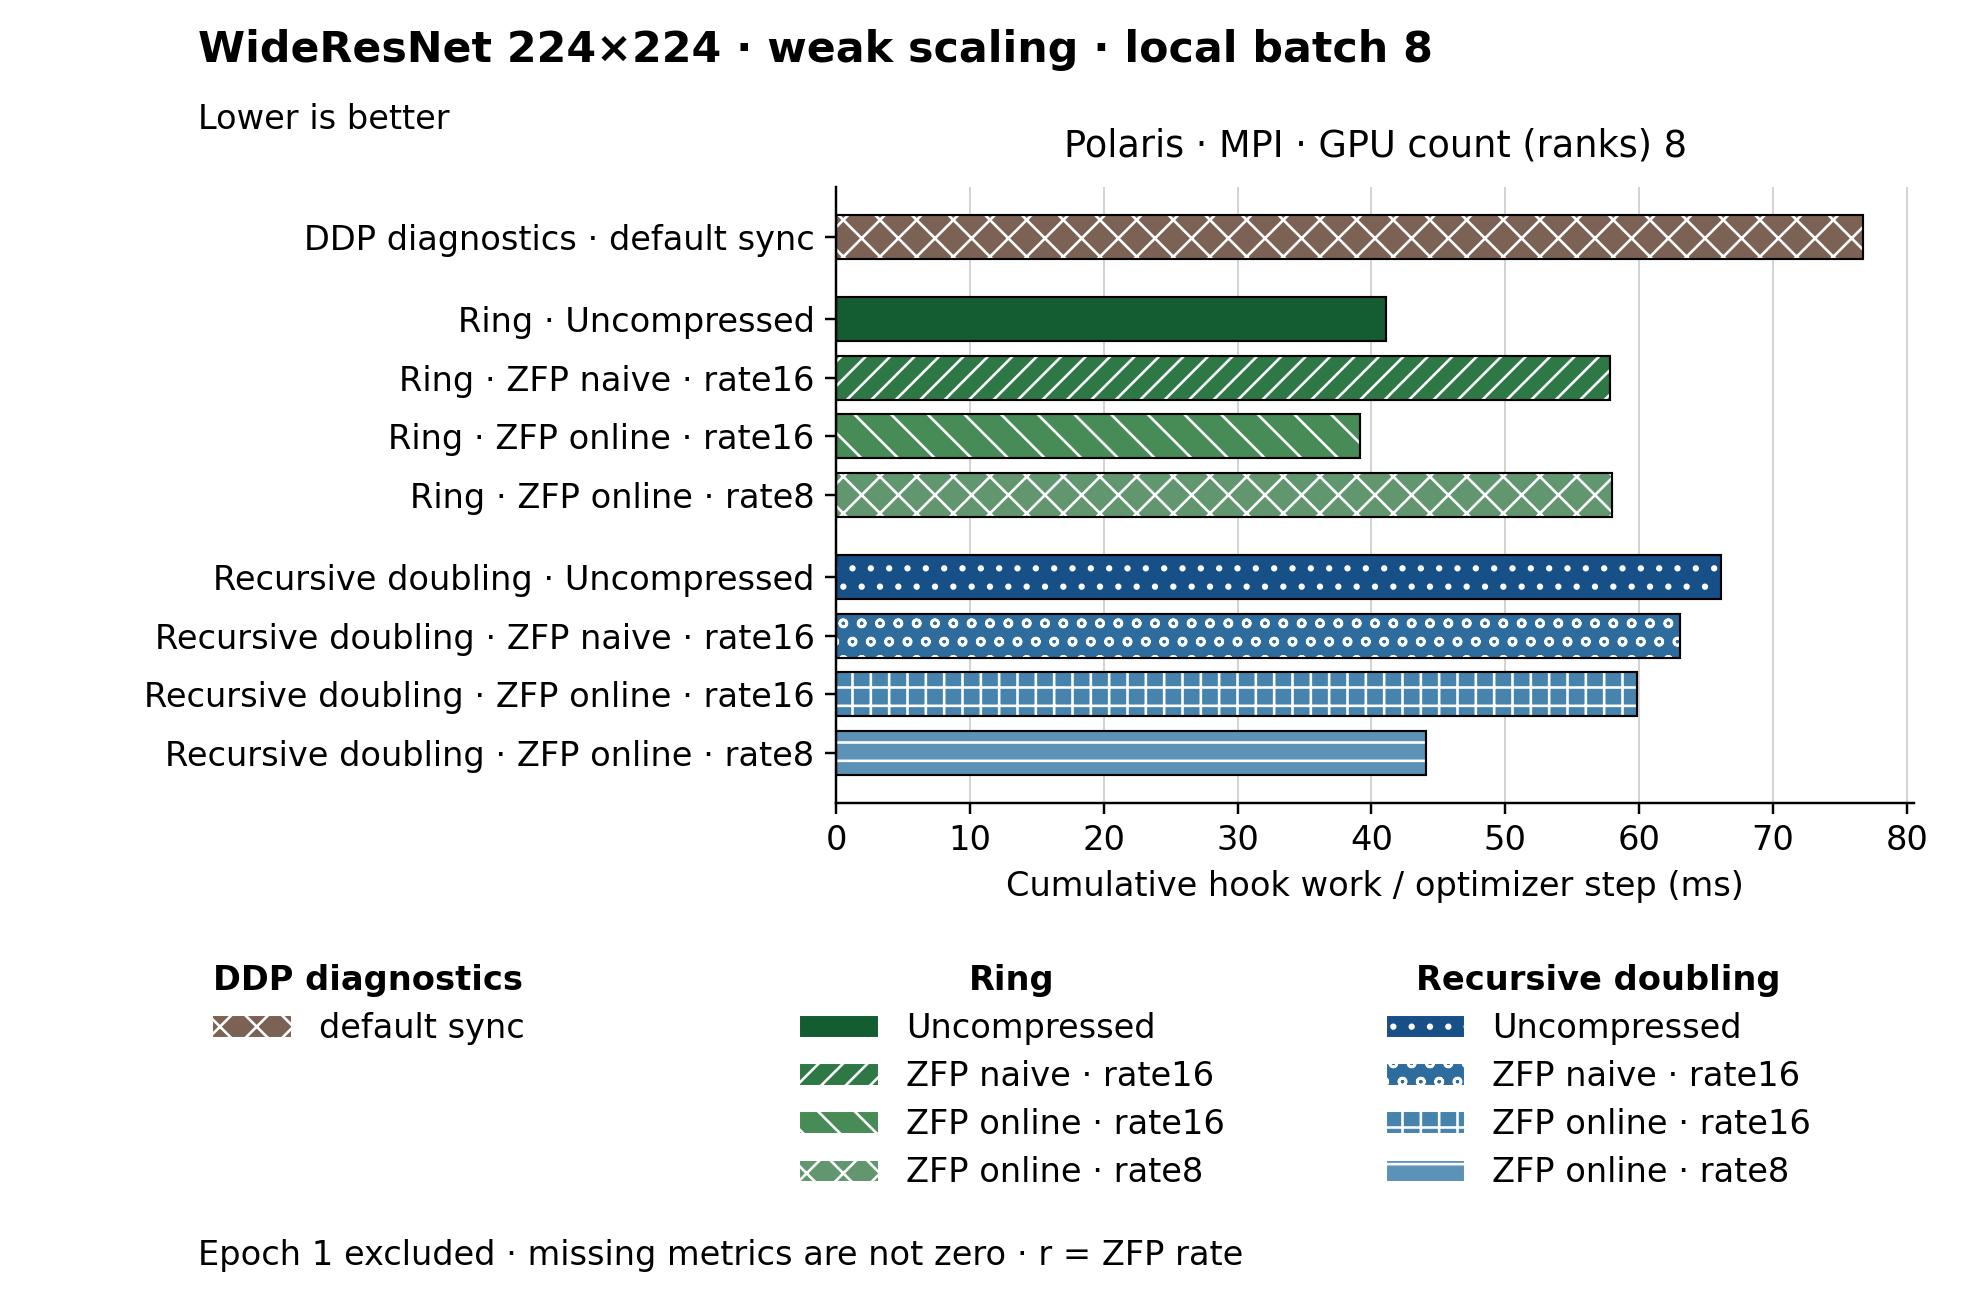 WideResNet 224×224 · weak scaling · local batch 8
Lower is better
Polaris · MPI · GPU count (ranks) 8
DDP diagnostics · default sync
Ring · Uncompressed
Ring · ZFP naive · rate16
Ring · ZFP online · rate16
Ring · ZFP online · rate8
Recursive doubling · Uncompressed
Recursive doubling · ZFP naive · rate16
Recursive doubling · ZFP online · rate16
Recursive doubling · ZFP online · rate8
0 10 20 30 40 50 60 70 80
Cumulative hook work / optimizer step (ms)
DDP diagnostics
default sync
Ring
Uncompressed
ZFP naive · rate16
ZFP online · rate16
ZFP online · rate8
Recursive doubling
Uncompressed
ZFP naive · rate16
ZFP online · rate16
ZFP online · rate8
Epoch 1 excluded · missing metrics are not zero · r = ZFP rate